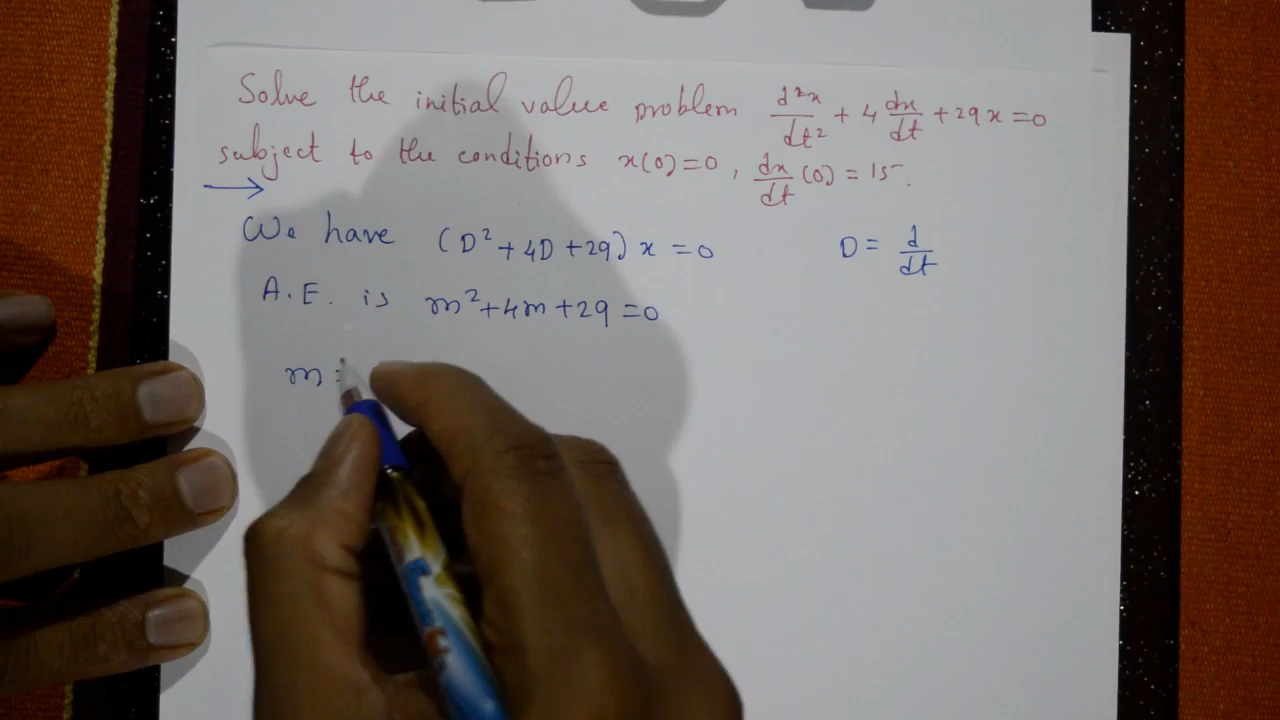 Solve the initial value problem d²x/dt² + 4 dx/dt + 29x = 0
subject to the conditions x(0) = 0, dx/dt (0) = 15.
We have (D² + 4D + 29) x = 0 D = d/dt
A.E. is m² + 4m + 29 = 0
m =